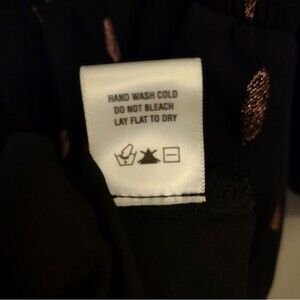 HAND WASH COLD
DO NOT BLEACH
LAY FLAT TO DRY